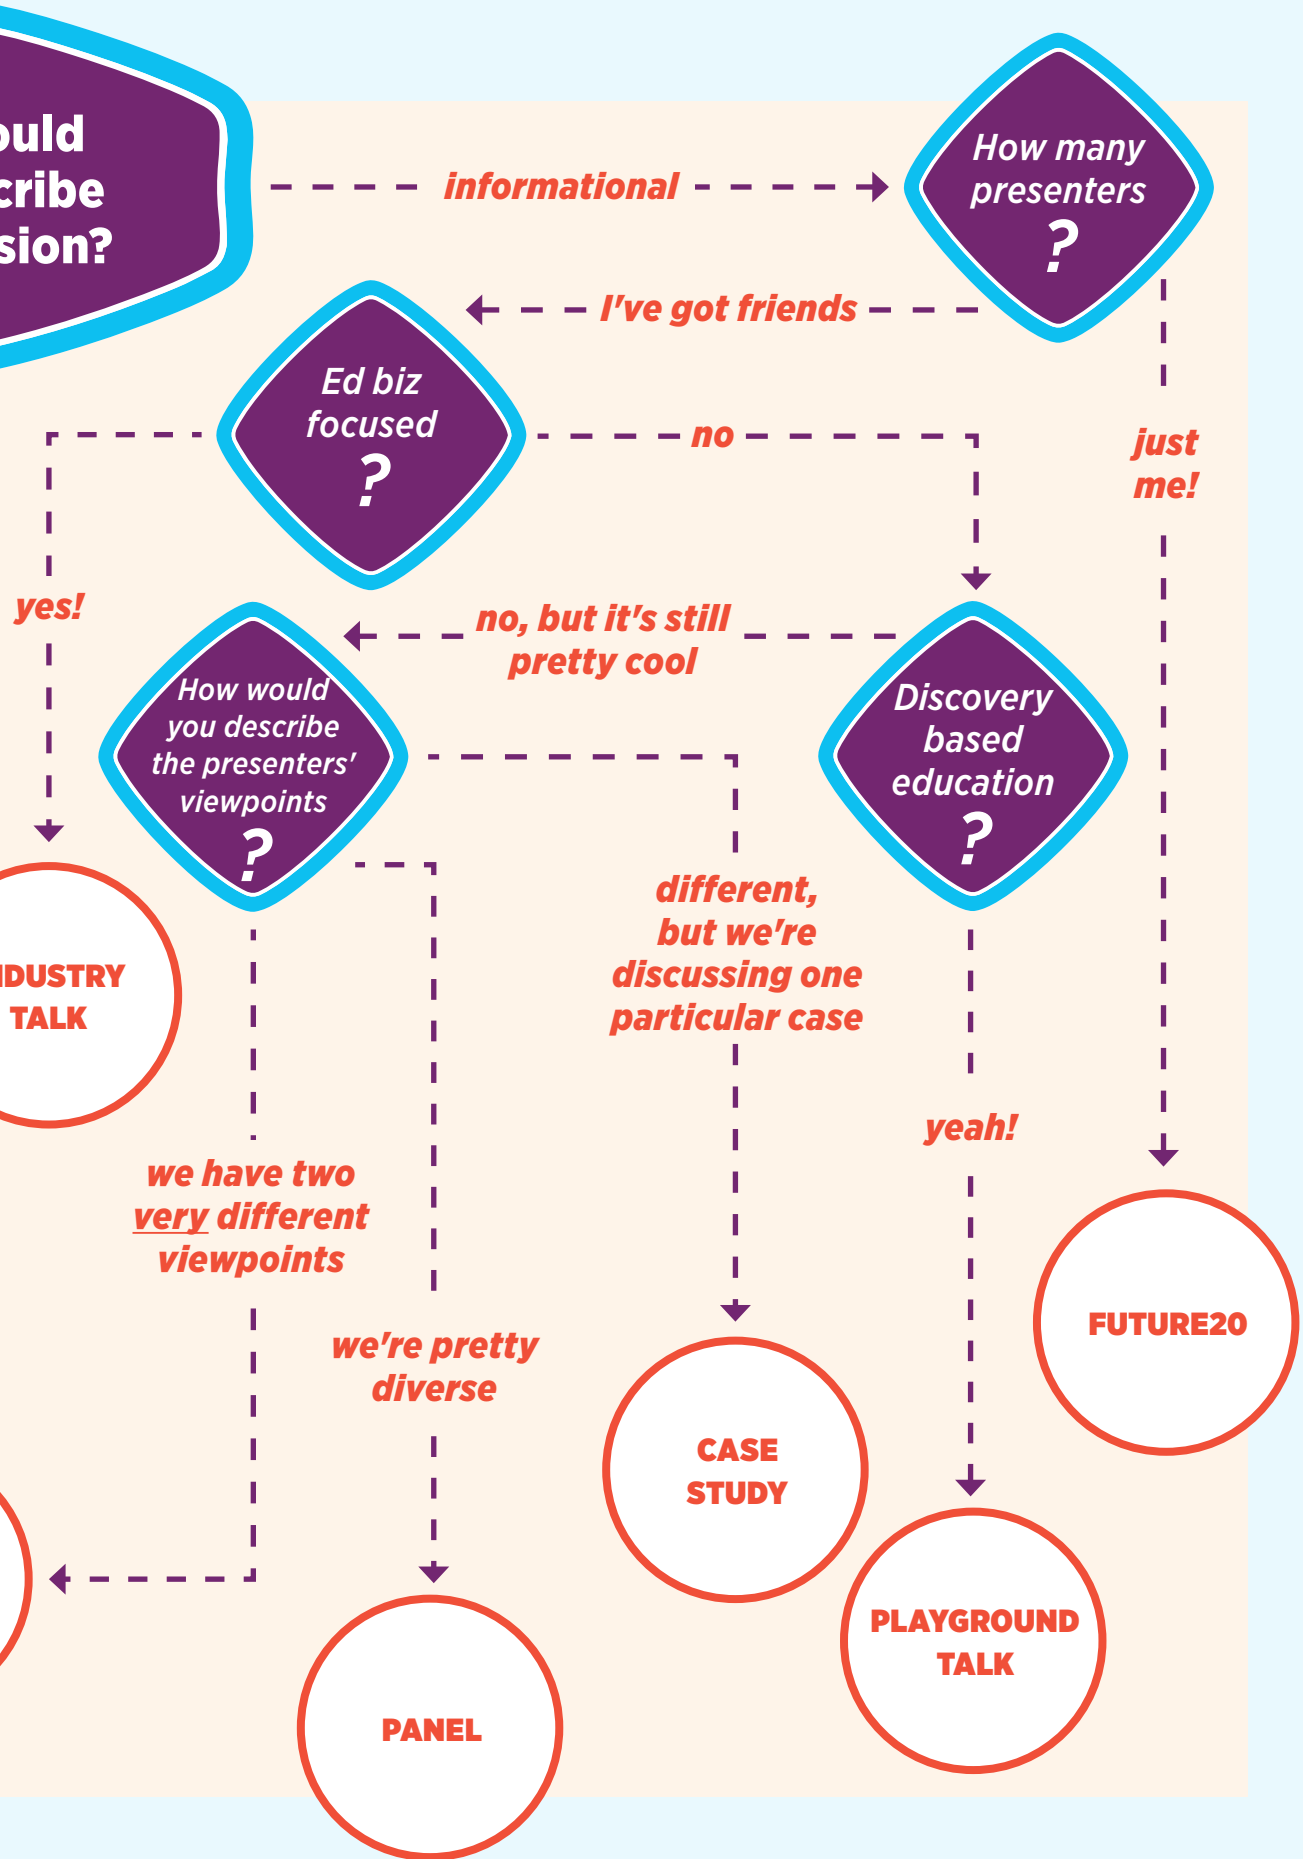 ould
cribe
sion?
informational
How many
presenters
?
I've got friends
Ed biz
focused
?
no
just
me!
yes!
no, but it's still
pretty cool
How would
you describe
the presenters'
viewpoints
?
Discovery
based
education
?
different,
but we're
discussing one
particular case
NDUSTRY
TALK
yeah!
we have two
very different
viewpoints
we're pretty
diverse
FUTURE20
CASE
STUDY
PLAYGROUND
TALK
PANEL